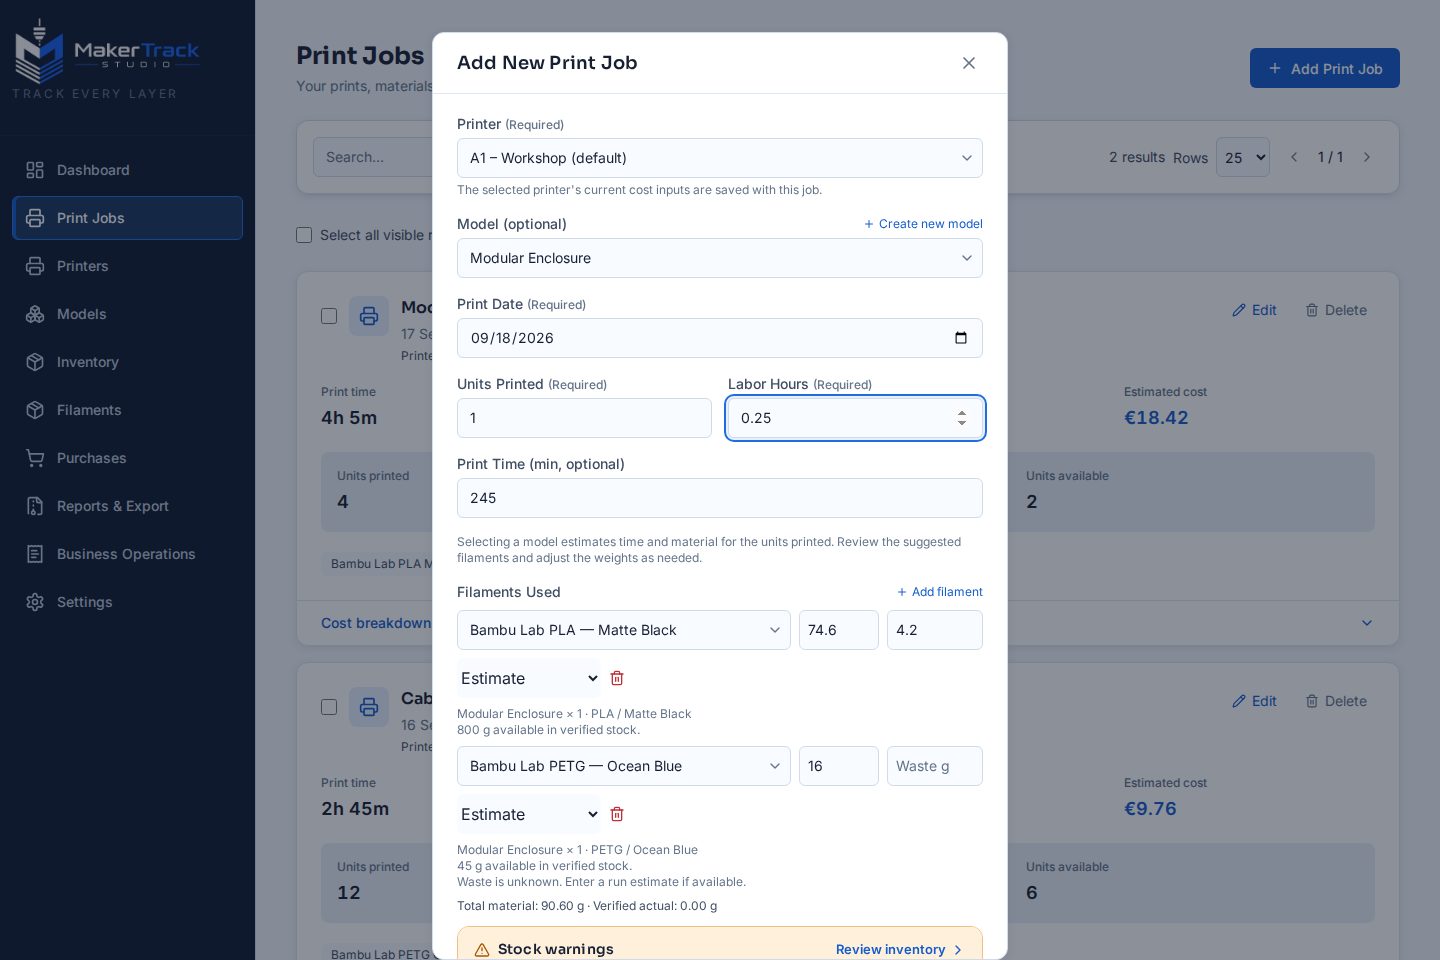 MakerTrack
STUDIO
TRACK EVERY LAYER
Dashboard
Print Jobs
Printers
Models
Inventory
Filaments
Purchases
Reports & Export
Business Operations
Settings
Print Jobs
Your prints, materials
Add Print Job
Search...
2 results Rows 25 1 / 1
Select all visible
Edit Delete
17 Se
Print time
4h 5m
Estimated cost
€18.42
Units printed
4
Units available
2
Bambu Lab PLA M
Cost breakdown
Edit Delete
16 Se
Print time
2h 45m
Estimated cost
€9.76
Units printed
12
Units available
6
Bambu Lab PETG
Add New Print Job
Printer (Required)
A1 – Workshop (default)
The selected printer's current cost inputs are saved with this job.
Model (optional)
Create new model
Modular Enclosure
Print Date (Required)
09/18/2026
Units Printed (Required)
Labor Hours (Required)
1
0.25
Print Time (min, optional)
245
Selecting a model estimates time and material for the units printed. Review the suggested
filaments and adjust the weights as needed.
Filaments Used
Add filament
Bambu Lab PLA — Matte Black
74.6
4.2
Estimate
Modular Enclosure × 1 · PLA / Matte Black
800 g available in verified stock.
Bambu Lab PETG — Ocean Blue
16
Waste g
Estimate
Modular Enclosure × 1 · PETG / Ocean Blue
45 g available in verified stock.
Waste is unknown. Enter a run estimate if available.
Total material: 90.60 g · Verified actual: 0.00 g
Stock warnings
Review inventory